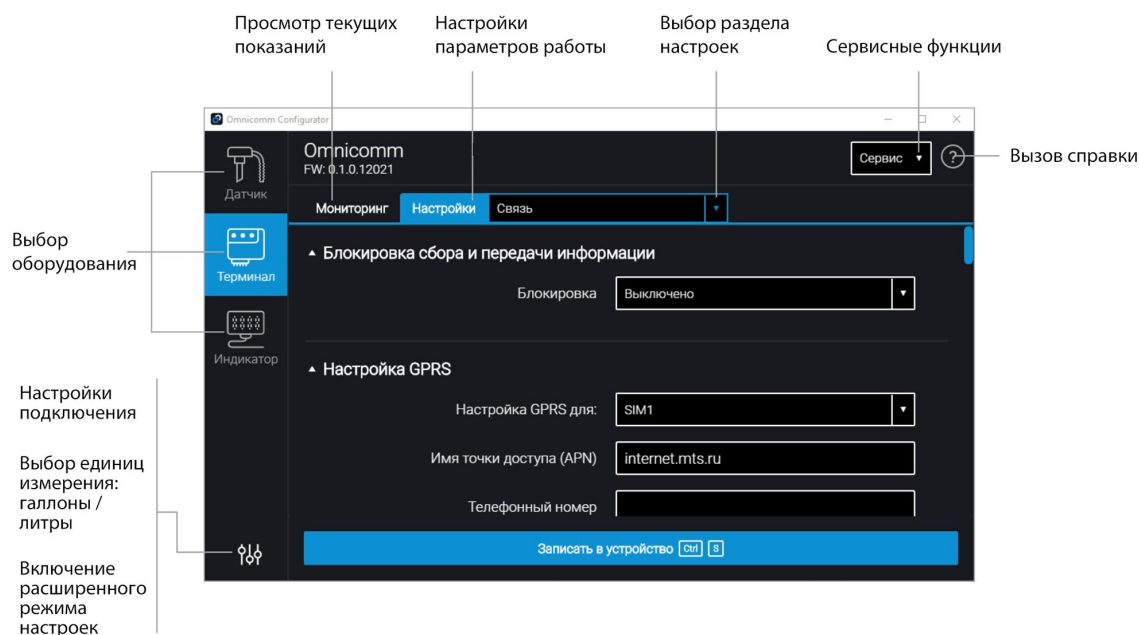 Просмотр текущих
показаний
Настройки
параметров работы
Выбор раздела
настроек
Сервисные функции
Omnicomm Configurator
Omnicomm
FW: 0.1.0.12021
Сервис
?
Вызов справки
Датчик
Мониторинг
Настройки
Связь
Выбор
оборудования
Терминал
Блокировка сбора и передачи информации
Блокировка
Выключено
Индикатор
Настройка GPRS
Настройка GPRS для:
SIM1
Имя точки доступа (APN)
internet.mts.ru
Телефонный номер
Записать в устройство Ctrl S
Настройки
подключения
Выбор единиц
измерения:
галлоны /
литры
Включение
расширенного
режима
настроек